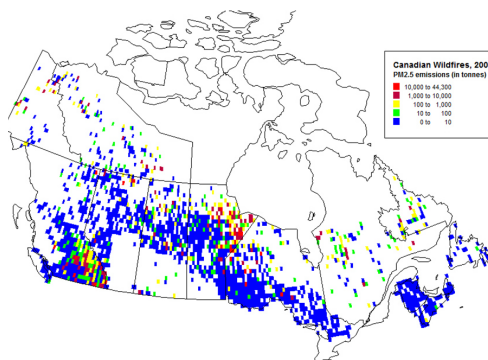 Canadian Wildfires, 200
PM2.5 emissions (in tonnes)
10,000 to 44,300
1,000 to 10,000
100 to 1,000
10 to 100
0 to 10